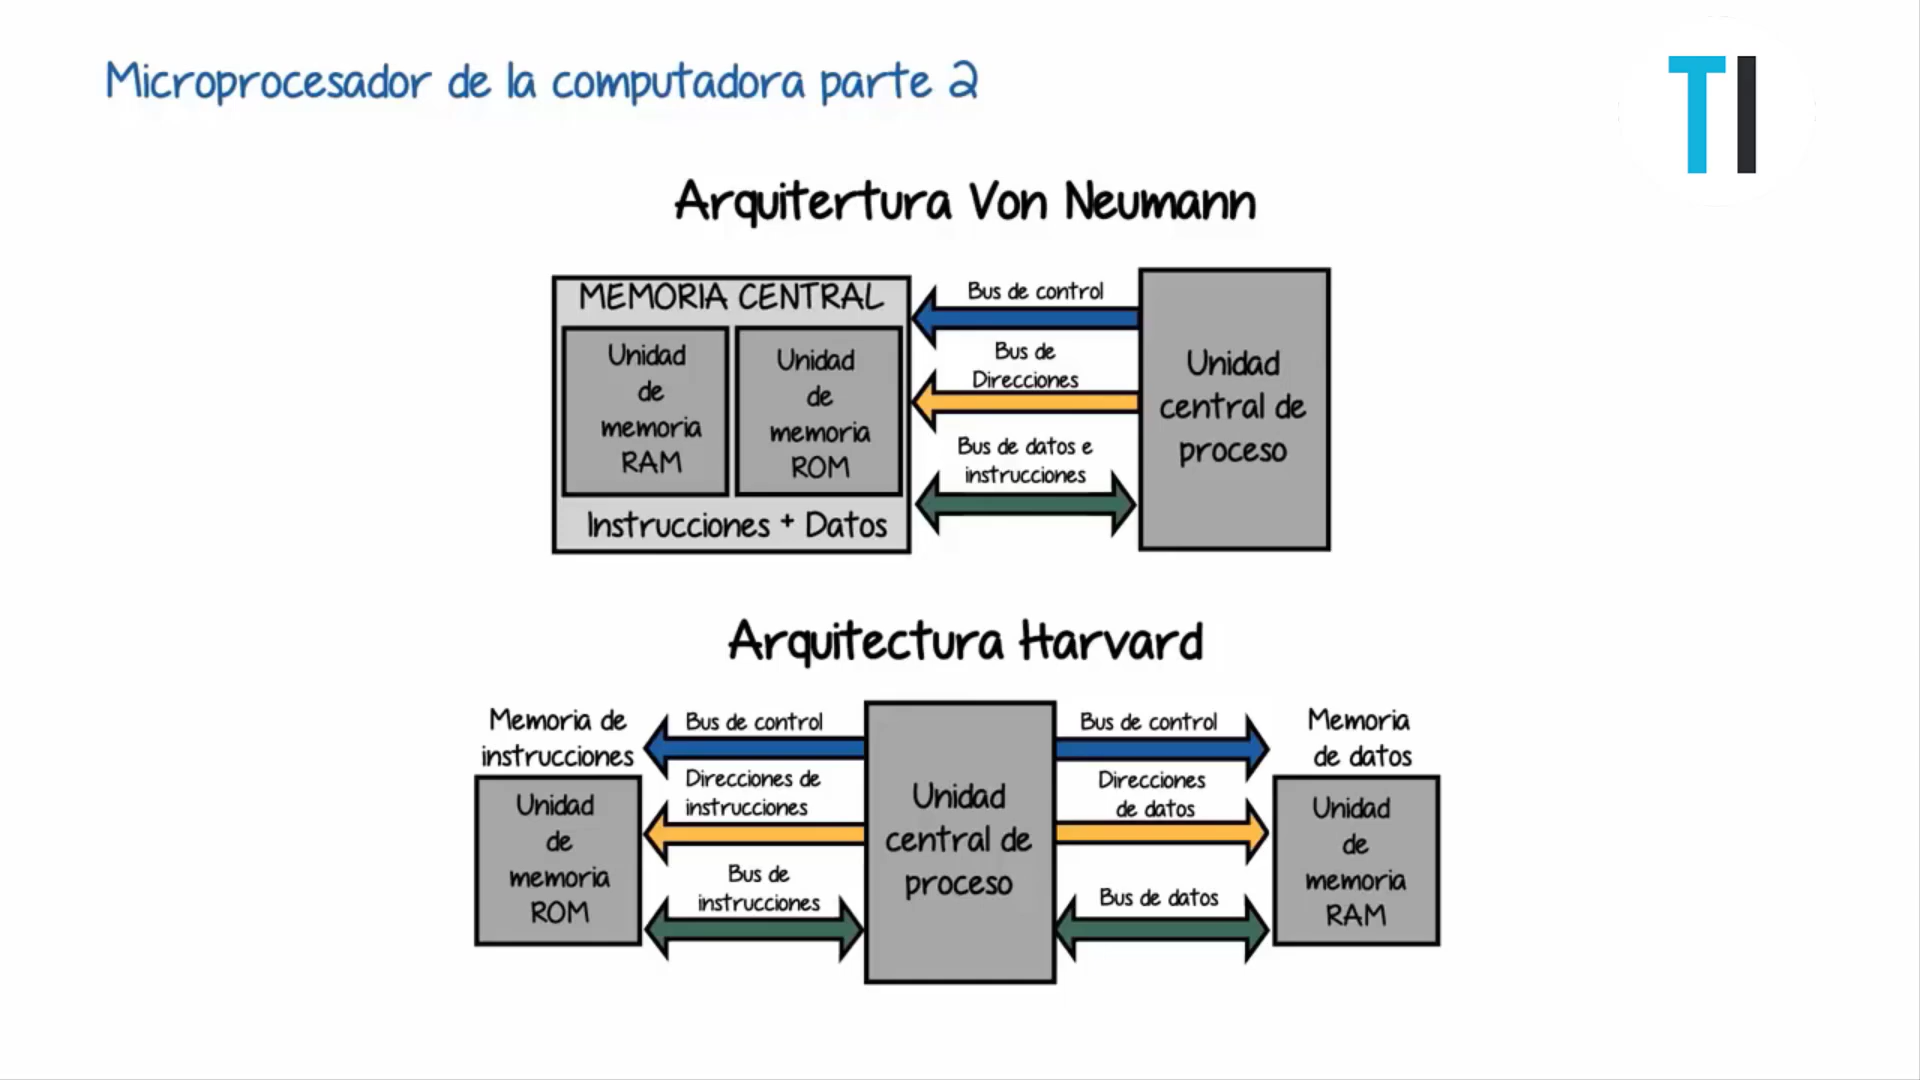 Microprocesador de la computadora parte 2
TI
Arquitertura Von Neumann
MEMORIA CENTRAL
Unidad
de
memoria
RAM
Unidad
de
memoria
ROM
Instrucciones + Datos
Bus de control
Bus de
Direcciones
Bus de datos e
instrucciones
Unidad
central de
proceso
Arquitectura Harvard
Memoria de
instrucciones
Unidad
de
memoria
ROM
Bus de control
Direcciones de
instrucciones
Bus de
instrucciones
Unidad
central de
proceso
Bus de control
Direcciones
de datos
Bus de datos
Memoria
de datos
Unidad
de
memoria
RAM